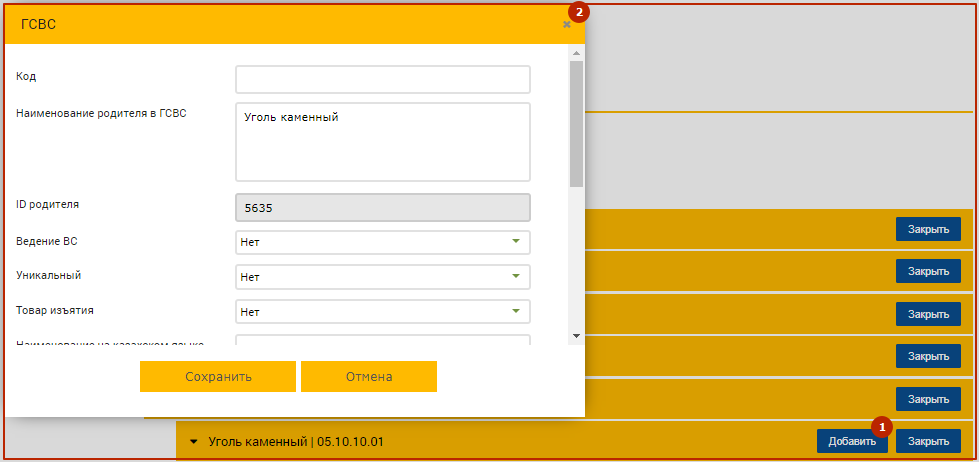 ГСВС
2
Код
Наименование родителя в ГСВС
Уголь каменный
ID родителя
5635
Ведение ВС
Нет
Уникальный
Нет
Товар изъятия
Нет
Наименование на казахском языке
Сохранить
Отмена
Закрыть
Закрыть
Закрыть
Закрыть
Закрыть
1
Уголь каменный | 05.10.10.01
Добавить
Закрыть